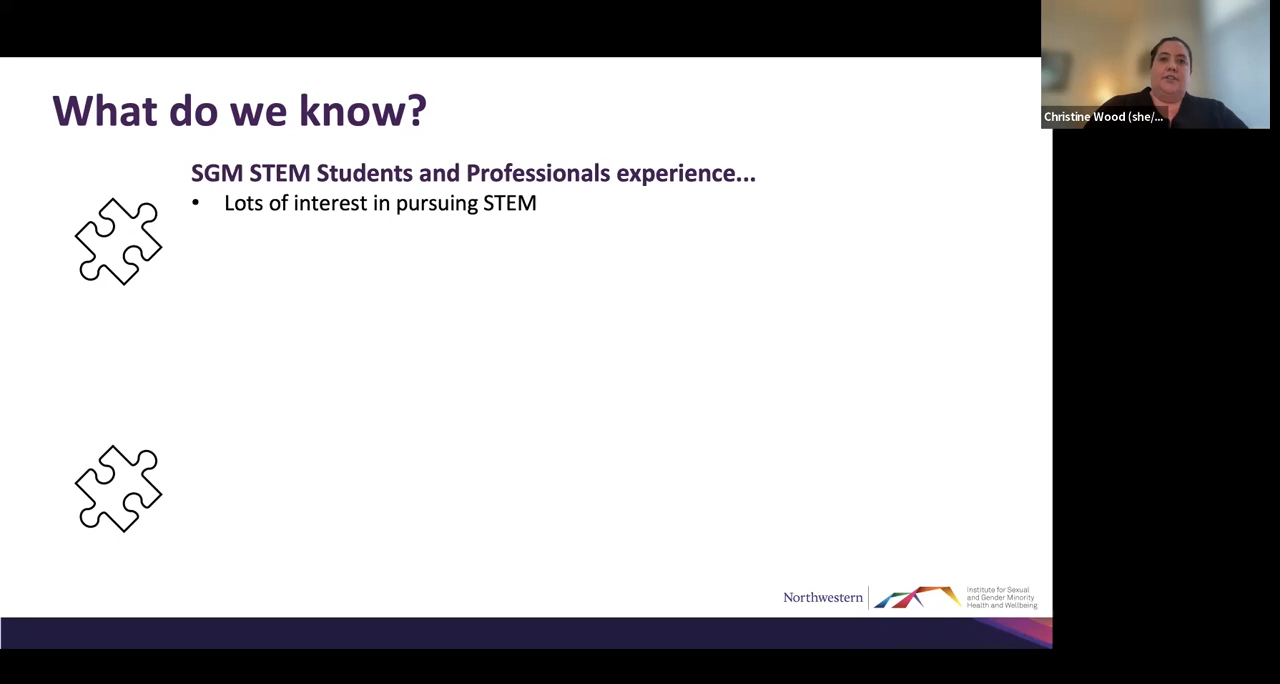 What do we know?
SGM STEM Students and Professionals experience...
• Lots of interest in pursuing STEM
Christine Wood (she/...
Northwestern
Institute for Sexual
and Gender Minority
Health and Wellbeing